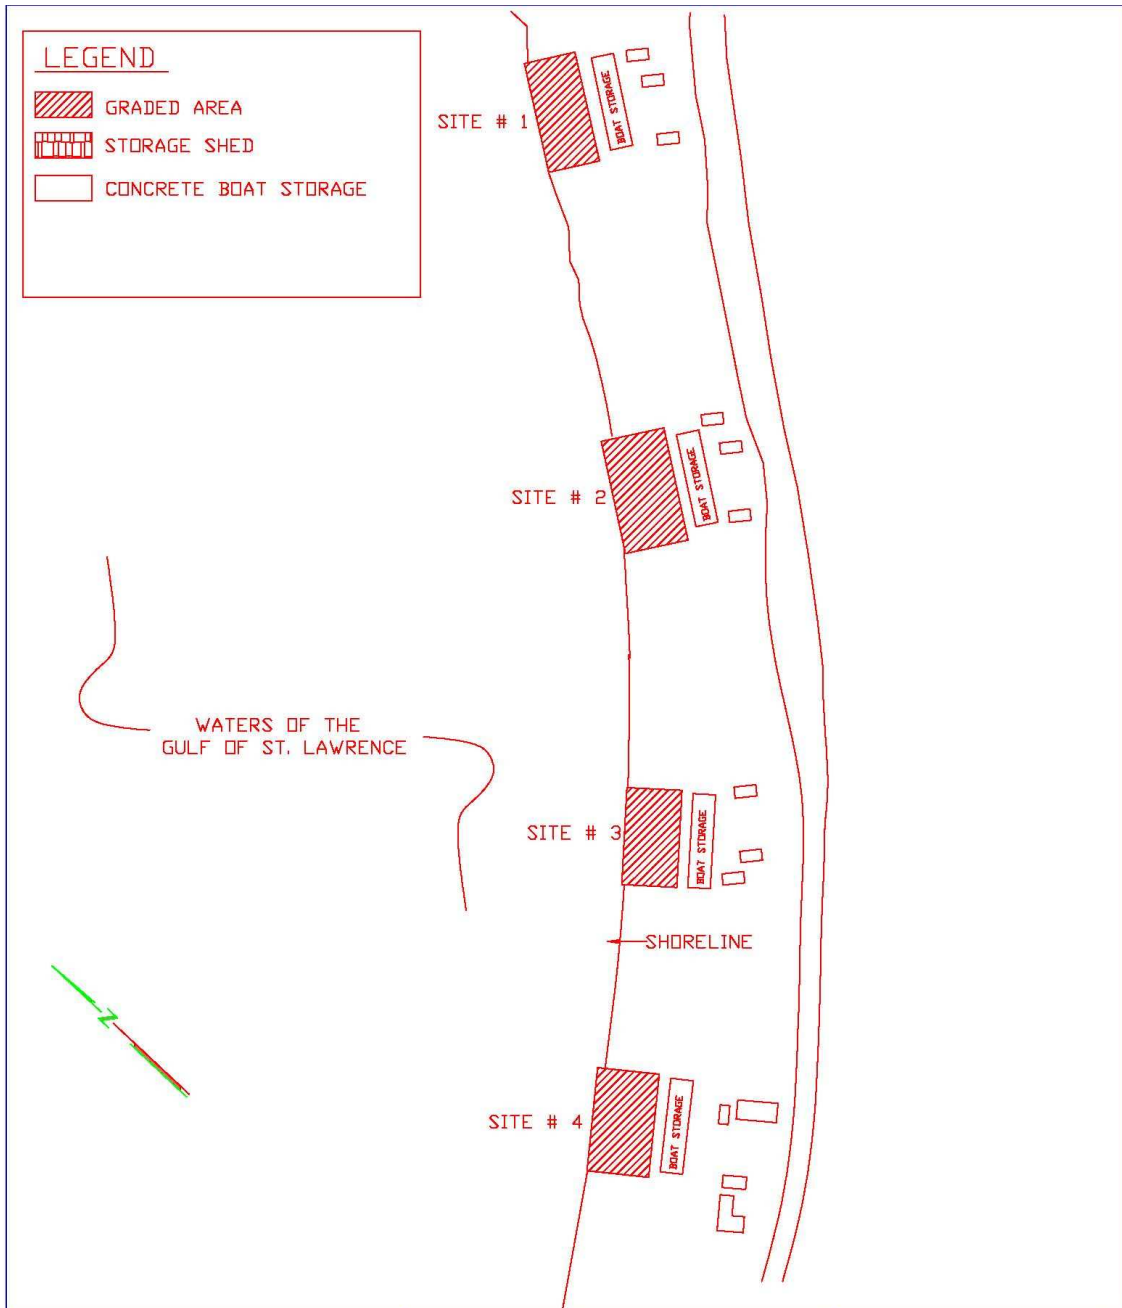 LEGEND
GRADED AREA
STORAGE SHED
CONCRETE BOAT STORAGE
SITE # 1
BOAT STORAGE
SITE # 2
BOAT STORAGE
WATERS OF THE
GULF OF ST. LAWRENCE
SITE # 3
BOAT STORAGE
SHORELINE
N
SITE # 4
BOAT STORAGE